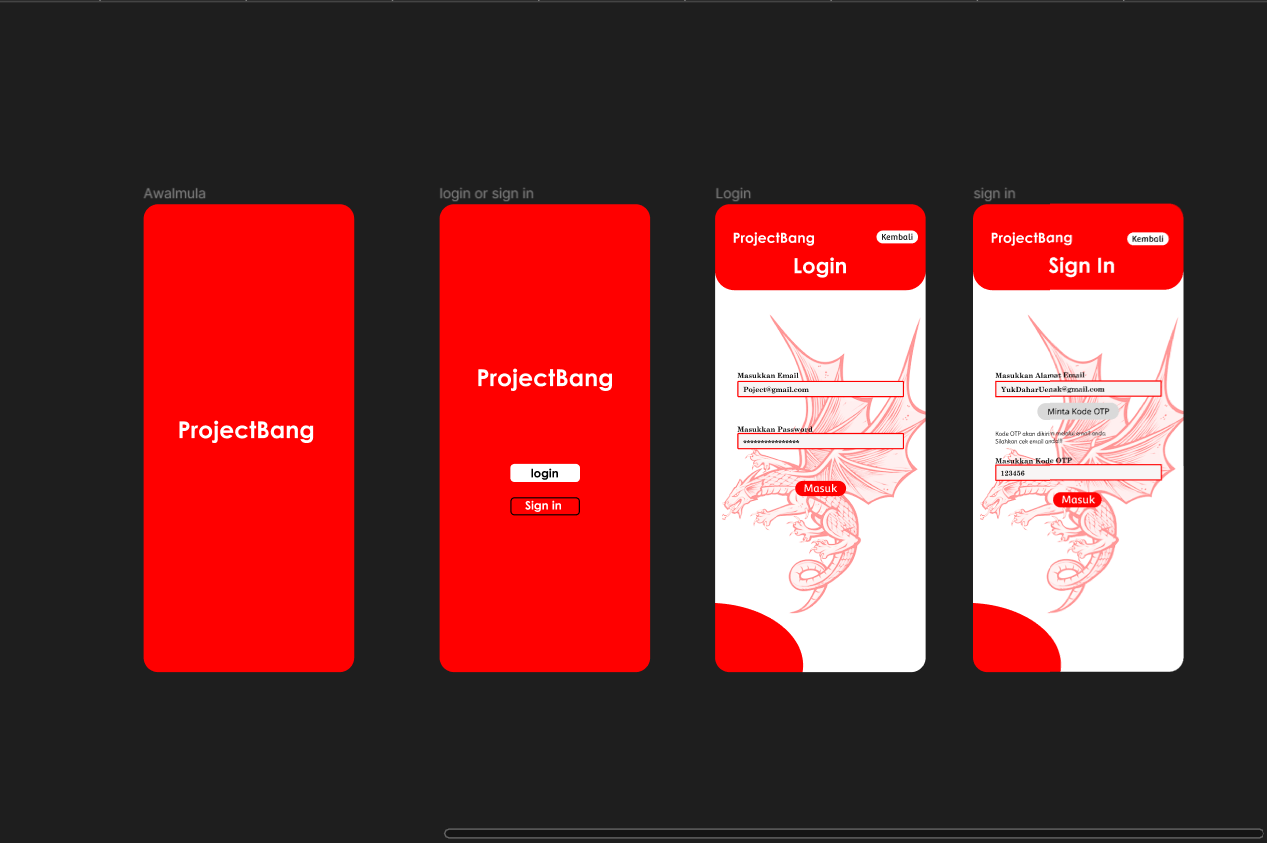 Awalmula
ProjectBang
login or sign in
ProjectBang
login
Sign in
Login
ProjectBang
Kembali
Login
Masukkan Email
Poject@gmail.com
Masukkan Password
****************
Masuk
sign in
ProjectBang
Kembali
Sign In
Masukkan Alamat Email
YukDaharUenak@gmail.com
Minta Kode OTP
Kode OTP akan dikirim melalui email anda
Silahkan cek email anda!!
Masukkan Kode OTP
123456
Masuk